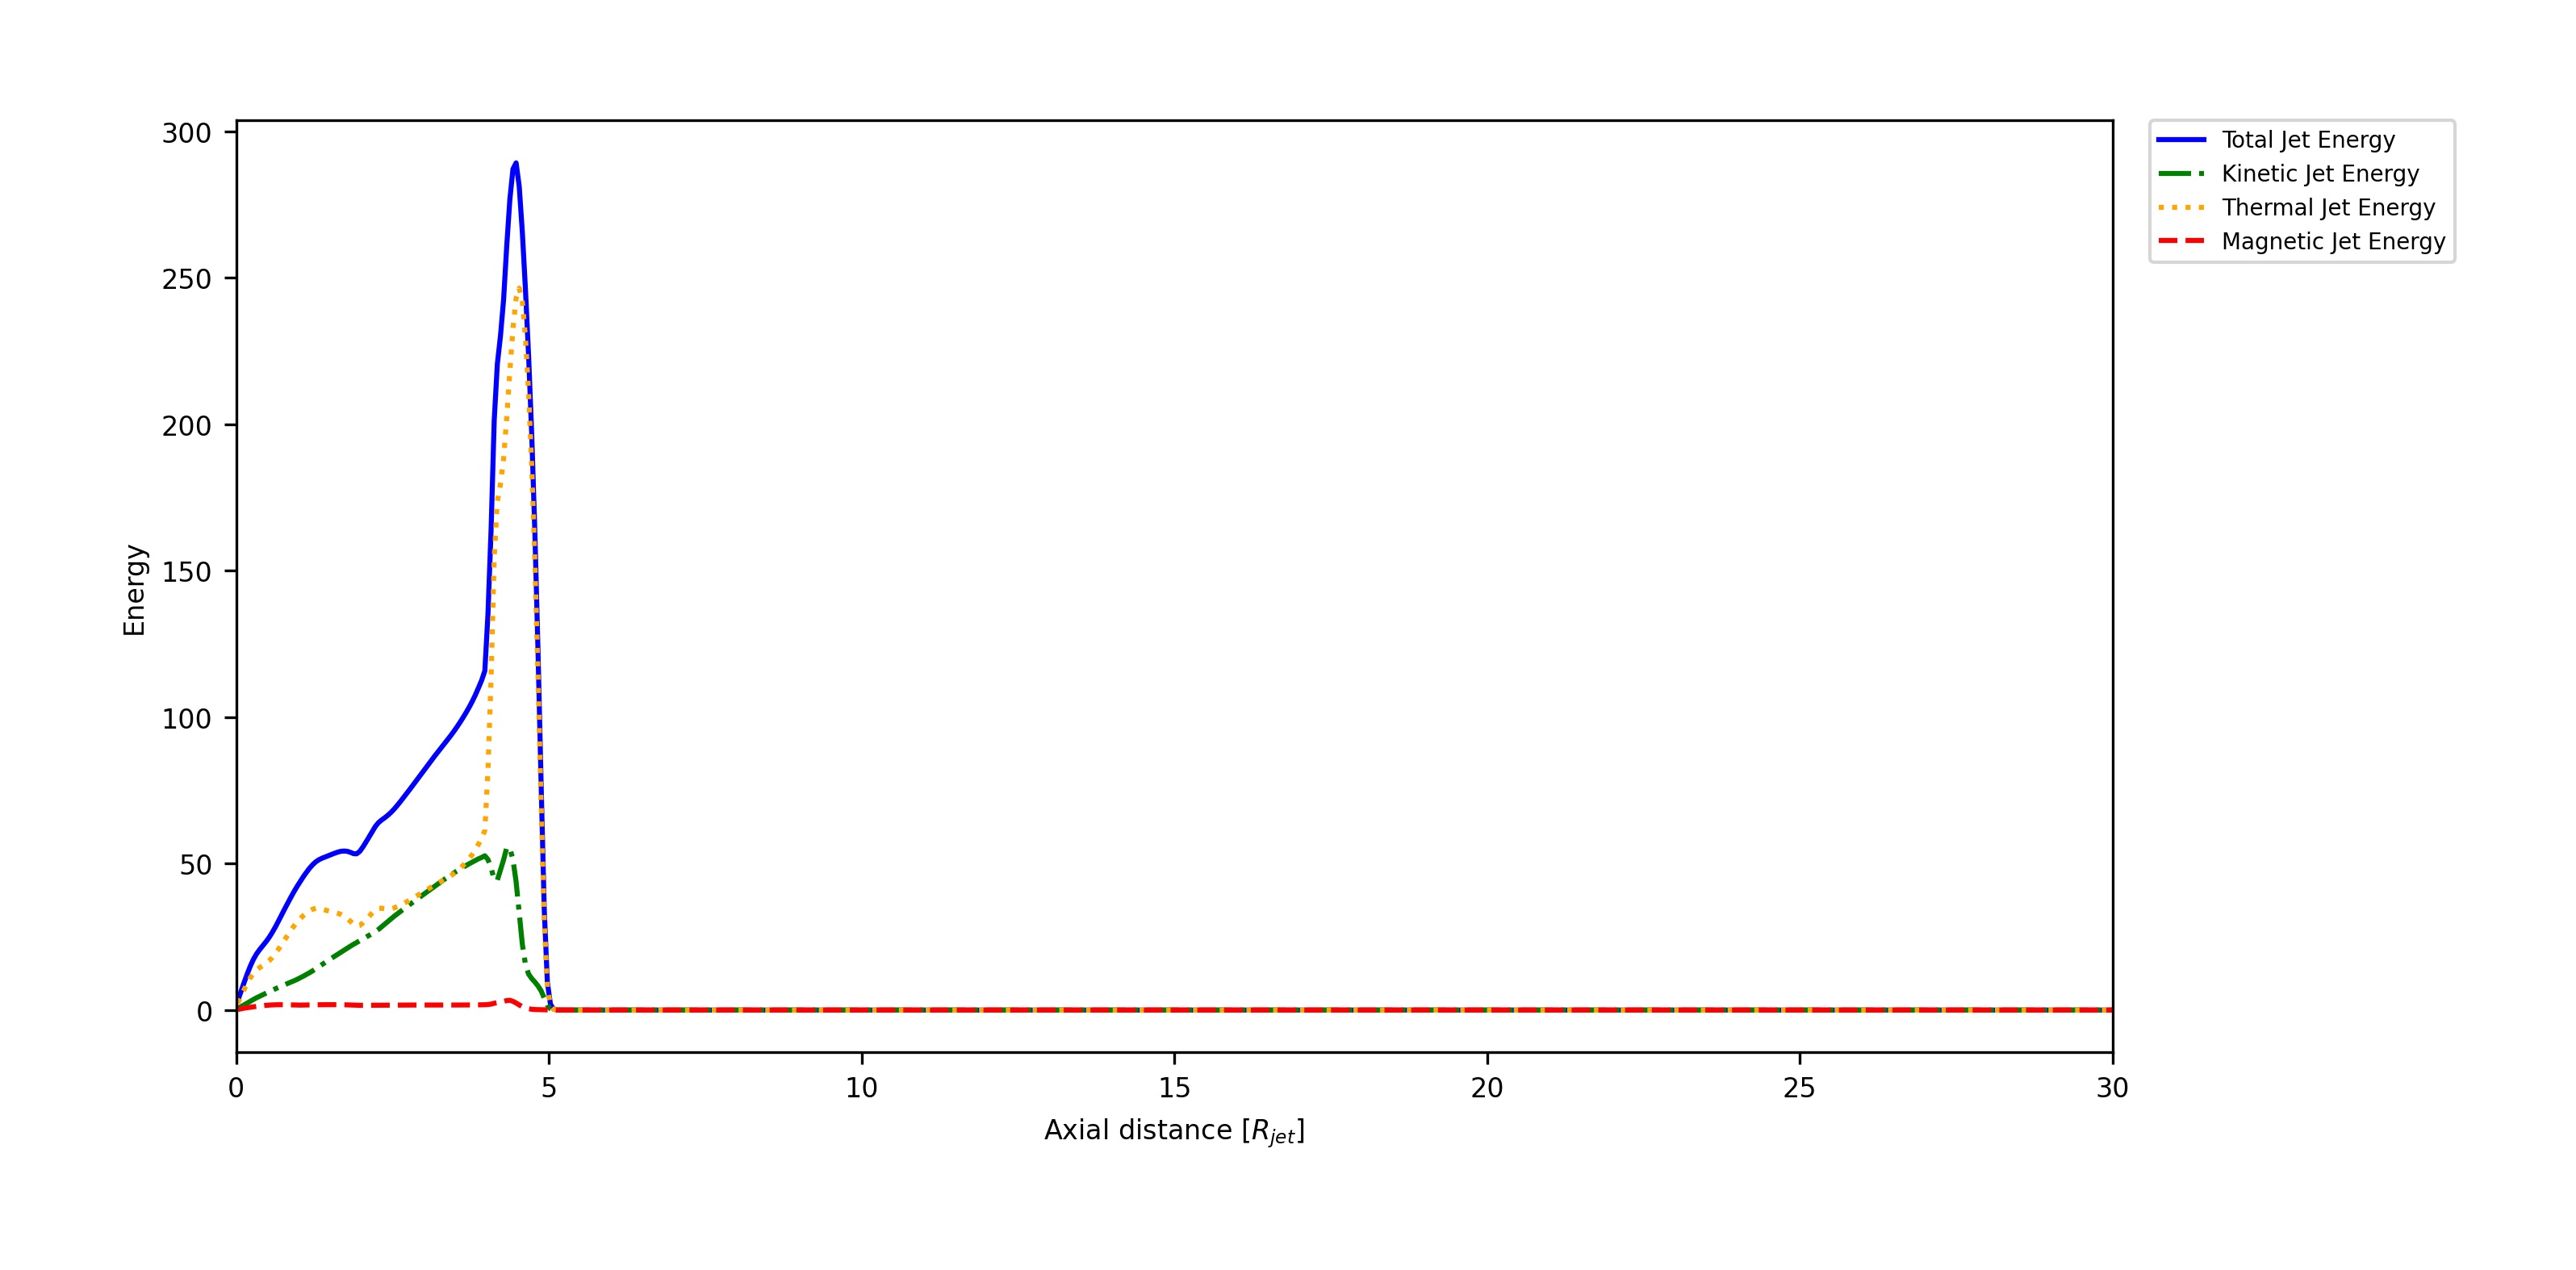 300
250
200
150
100
50
0
Energy
0 5 10 15 20 25 30
Axial distance [R_jet]
Total Jet Energy
Kinetic Jet Energy
Thermal Jet Energy
Magnetic Jet Energy